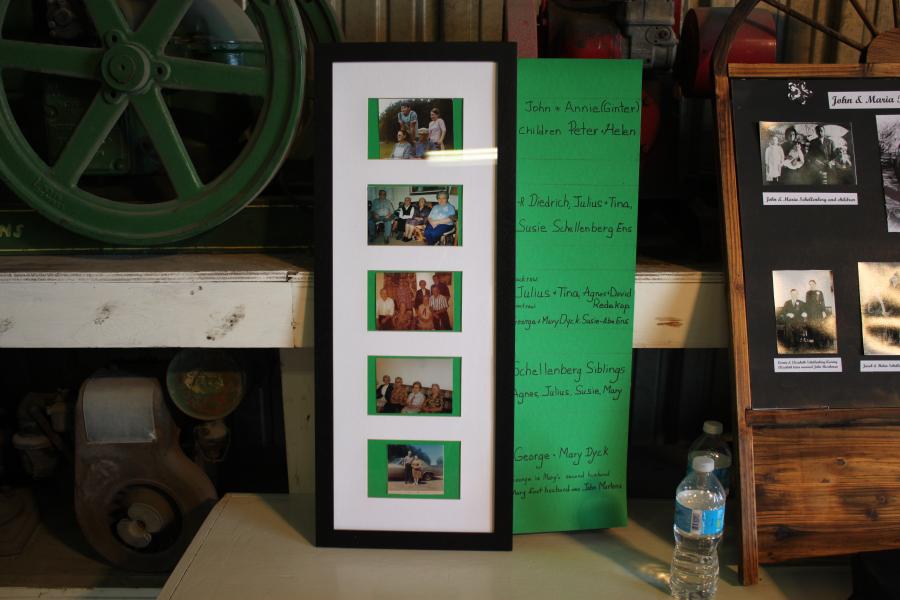 John + Annie (Ginter)
children Peter + Helen
Diedrich, Julius + Tina,
Susie Schellenberg Ens
Julius + Tina, Agnes + David
Redekop
George + Mary Dyck Susie + Abe Ens
Schellenberg Siblings
Agnes, Julius, Susie, Mary
George + Mary Dyck
George is Mary's second husband
Mary first husband was John Martens
John & Maria
John & Maria Schellenberg and children